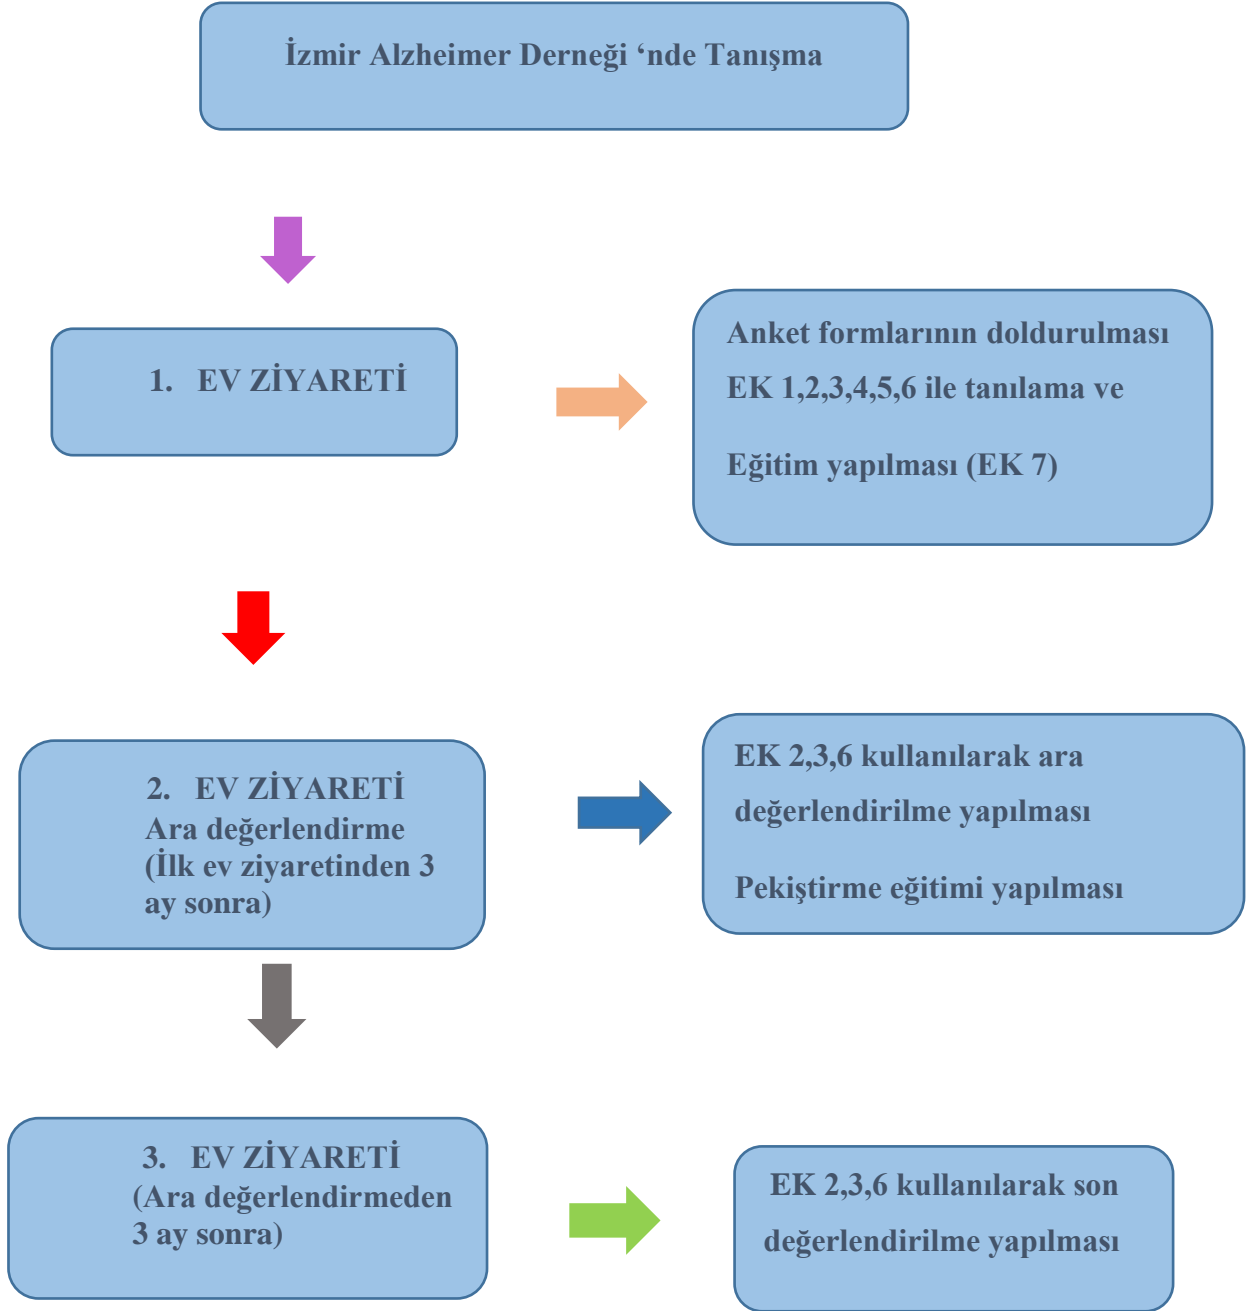 İzmir Alzheimer Derneği ‘nde Tanışma
1. EV ZİYARETİ
Anket formlarının doldurulması
EK 1,2,3,4,5,6 ile tanılama ve
Eğitim yapılması (EK 7)
2. EV ZİYARETİ
Ara değerlendirme
(İlk ev ziyaretinden 3
ay sonra)
EK 2,3,6 kullanılarak ara
değerlendirilme yapılması
Pekiştirme eğitimi yapılması
3. EV ZİYARETİ
(Ara değerlendirmeden
3 ay sonra)
EK 2,3,6 kullanılarak son
değerlendirilme yapılması